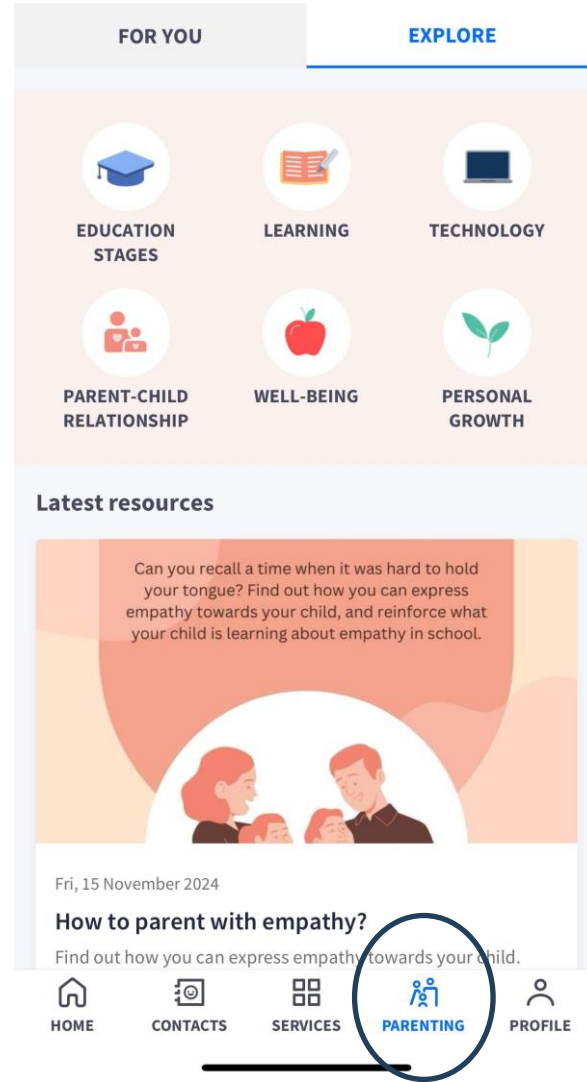 FOR YOU
EXPLORE
EDUCATION
STAGES
LEARNING
TECHNOLOGY
PARENT-CHILD
RELATIONSHIP
WELL-BEING
PERSONAL
GROWTH
Latest resources
Can you recall a time when it was hard to hold
your tongue? Find out how you can express
empathy towards your child, and reinforce what
your child is learning about empathy in school.
Fri, 15 November 2024
How to parent with empathy?
Find out how you can express empathy towards your child.
HOME
CONTACTS
SERVICES
PARENTING
PROFILE